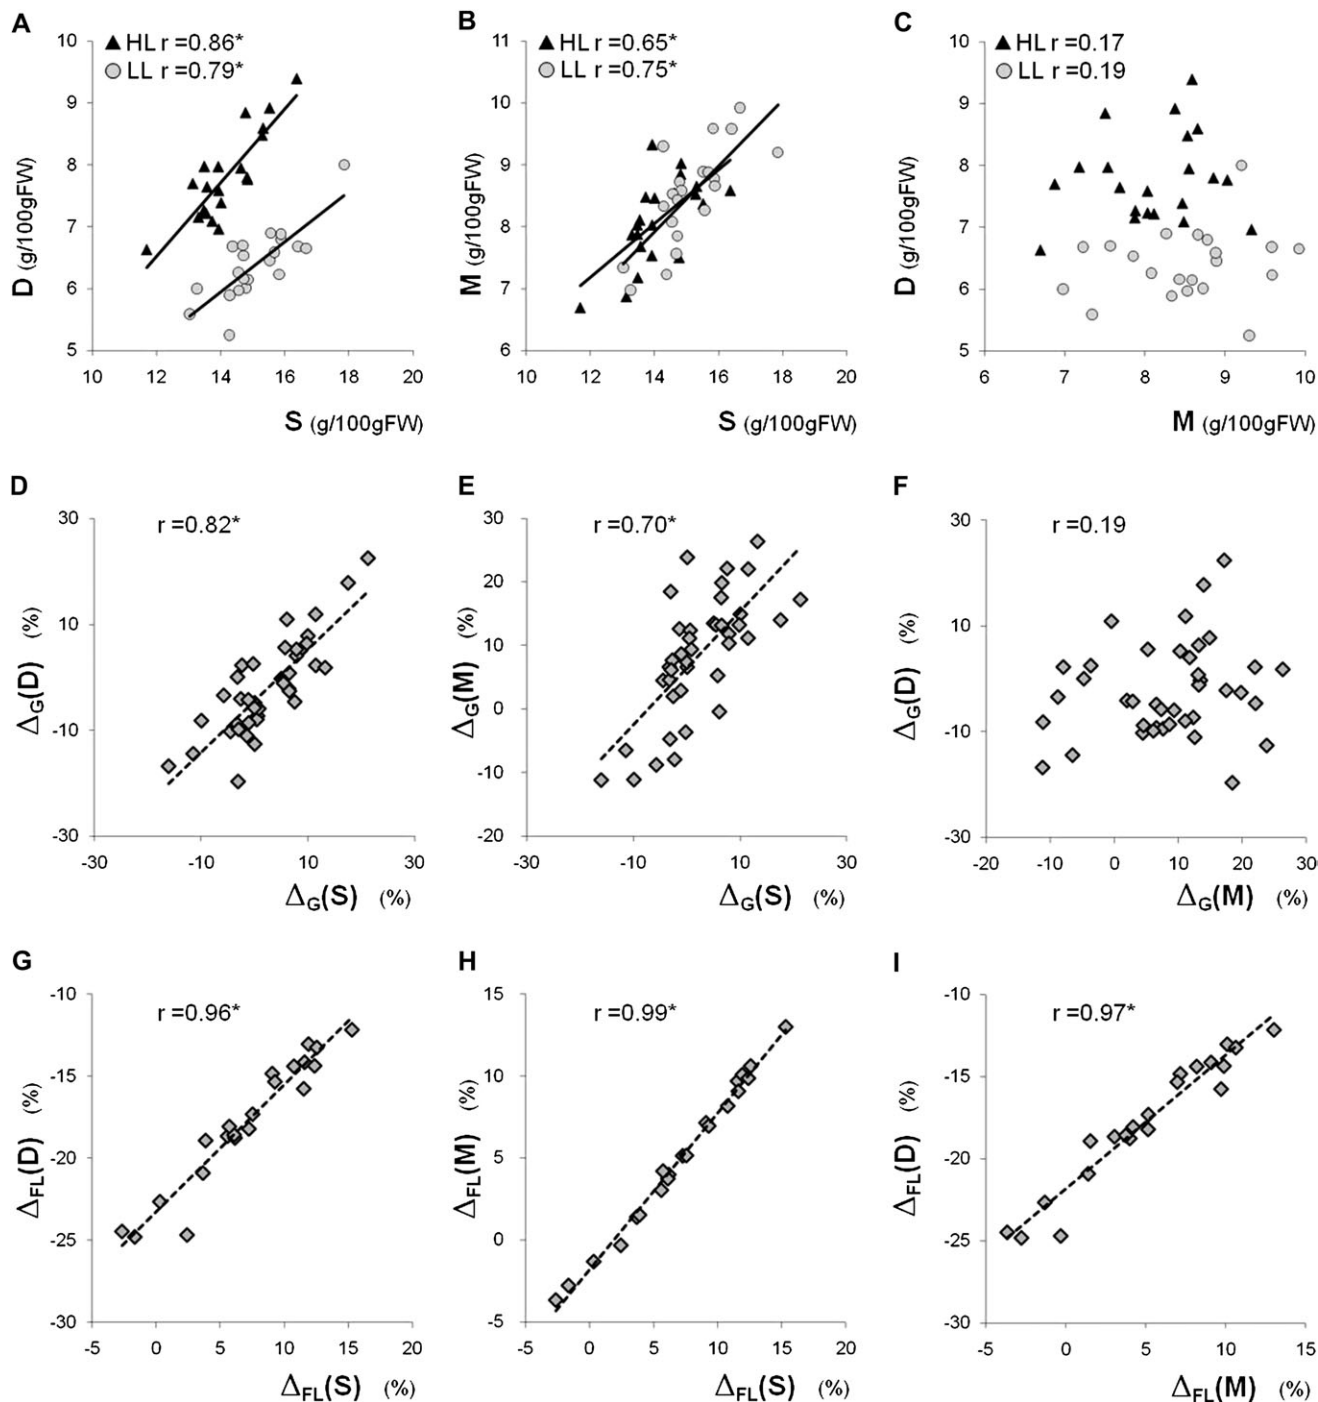 A
HL r =0.86*
LL r =0.79*
10
9
8
7
6
5
D (g/100gFW)
10 12 14 16 18 20
S (g/100gFW)
B
HL r =0.65*
LL r =0.75*
11
10
9
8
7
6
M (g/100gFW)
10 12 14 16 18 20
S (g/100gFW)
C
HL r =0.17
LL r =0.19
10
9
8
7
6
5
D (g/100gFW)
6 7 8 9 10
M (g/100gFW)
D
r =0.82*
30
10
-10
-30
ΔG(D) (%)
-30 -10 10 30
ΔG(S) (%)
E
r =0.70*
30
20
10
0
-10
-20
ΔG(M) (%)
-30 -10 10 30
ΔG(S) (%)
F
r =0.19
30
10
-10
-30
ΔG(D) (%)
-20 -10 0 10 20 30
ΔG(M) (%)
G
r =0.96*
-10
-15
-20
-25
-30
ΔFL(D) (%)
-5 0 5 10 15 20
ΔFL(S) (%)
H
r =0.99*
15
10
5
0
-5
ΔFL(M) (%)
-5 0 5 10 15 20
ΔFL(S) (%)
I
r =0.97*
-10
-15
-20
-25
-30
ΔFL(D) (%)
-5 0 5 10 15
ΔFL(M) (%)